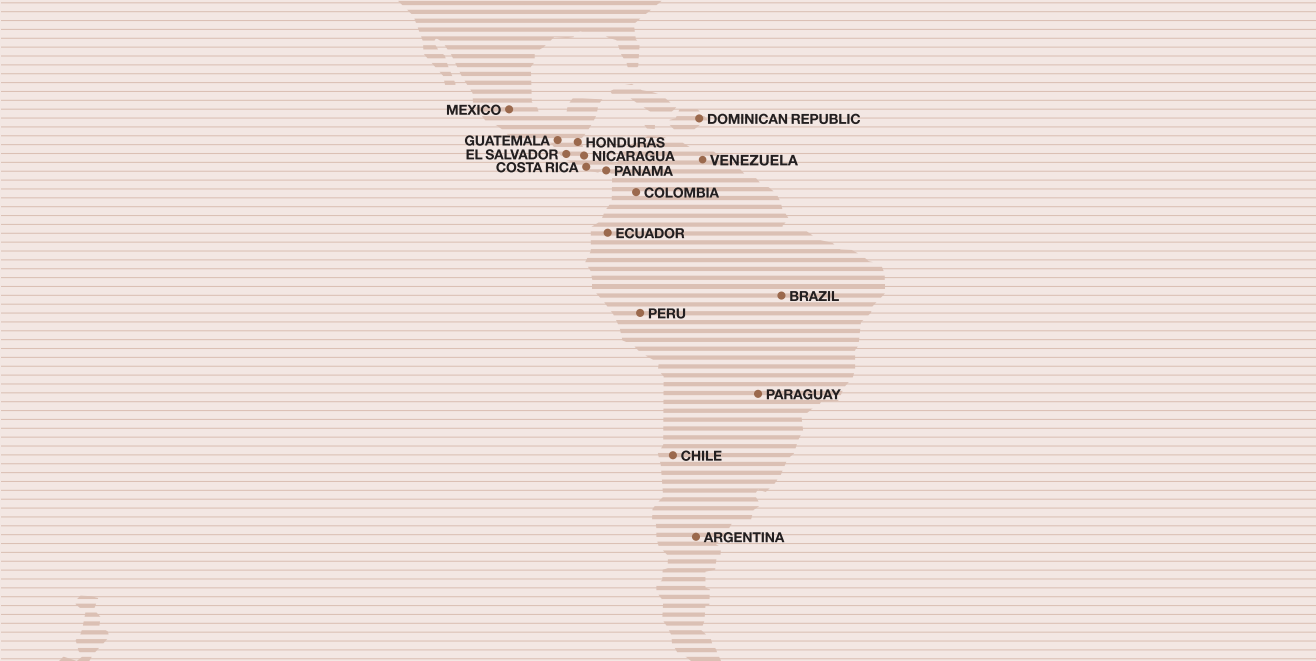 MEXICO
DOMINICAN REPUBLIC
GUATEMALA
HONDURAS
EL SALVADOR
NICARAGUA
VENEZUELA
COSTA RICA
PANAMA
COLOMBIA
ECUADOR
BRAZIL
PERU
PARAGUAY
CHILE
ARGENTINA